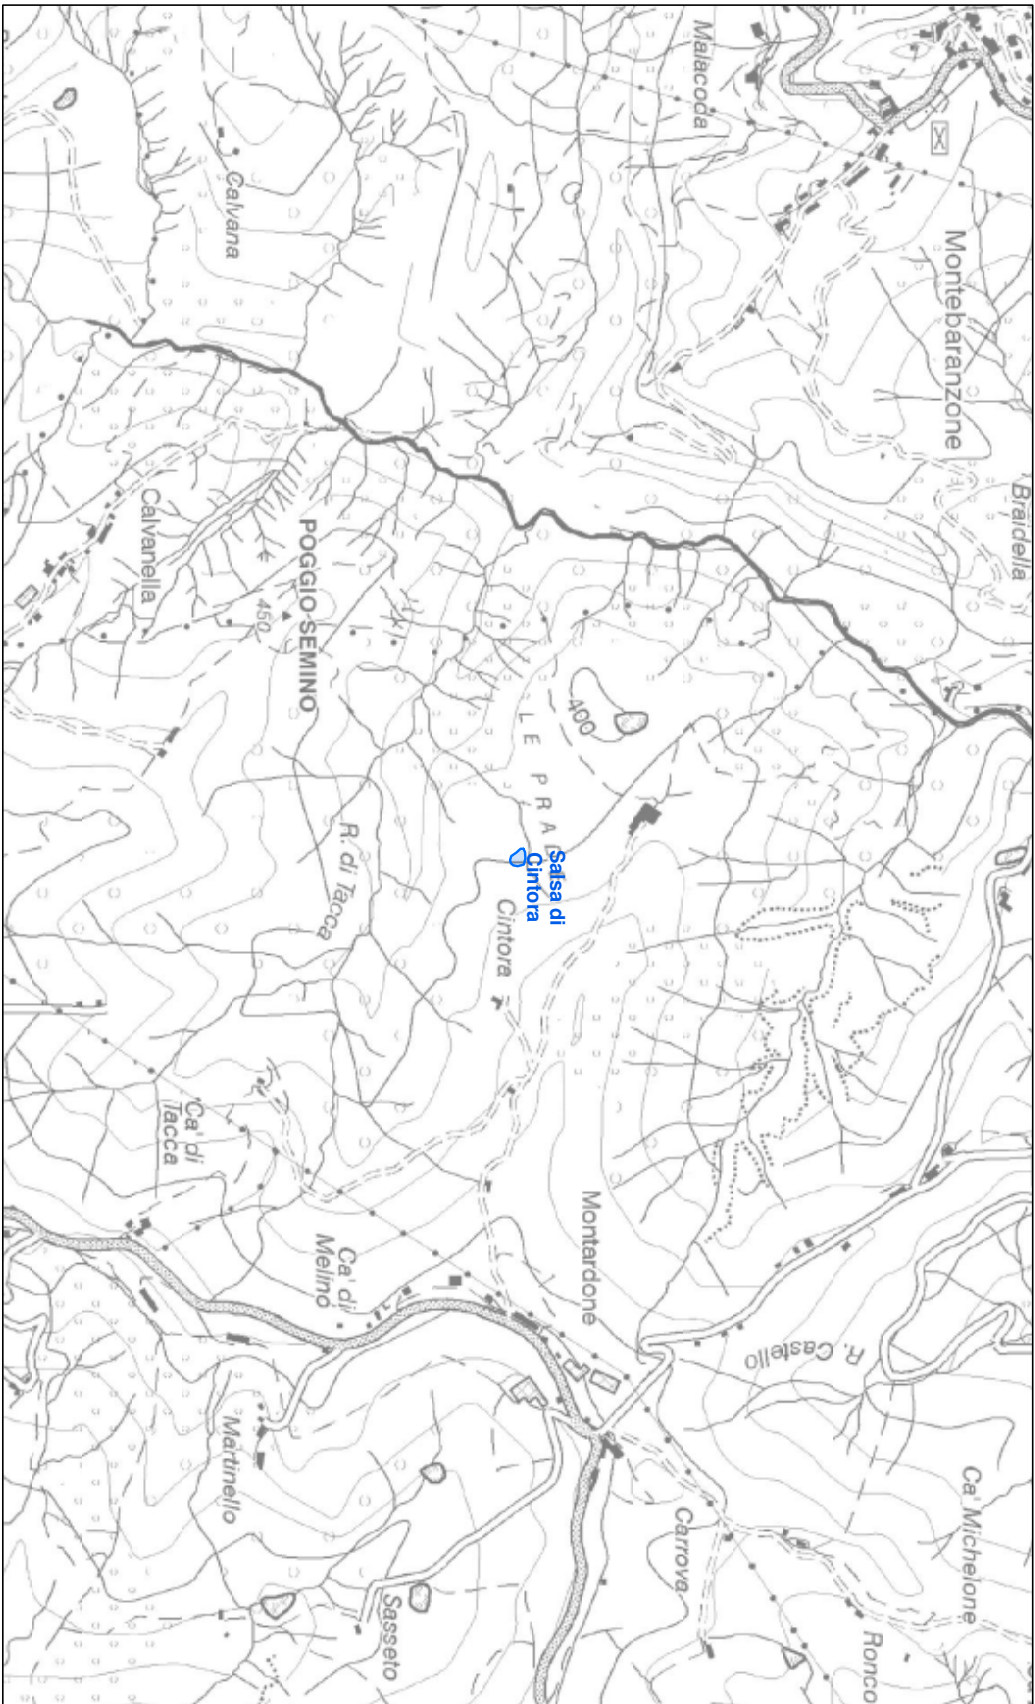 Montebaranzone
Braidella
Ca' Michelone
Ronco
R. Castello
Malacoda
Carrova
Montardone
400
LE PRADE
Salsa di
Cintora
Cintora
Sasseto
R. di Tacca
Ca' di
Melino
POGGIO SEMINO
450
Calvana
Martinello
Ca' di
Tacca
Calvanella